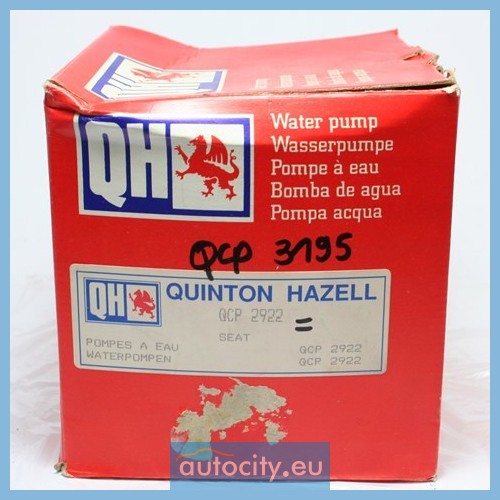 QH
Water pump
Wasserpumpe
Pompe à eau
Bomba de agua
Pompa acqua
QCP 3195
QH QUINTON HAZELL
QCP 2922 =
SEAT
POMPES A EAU QCP 2922
WATERPOMPEN QCP 2922
autocity.eu